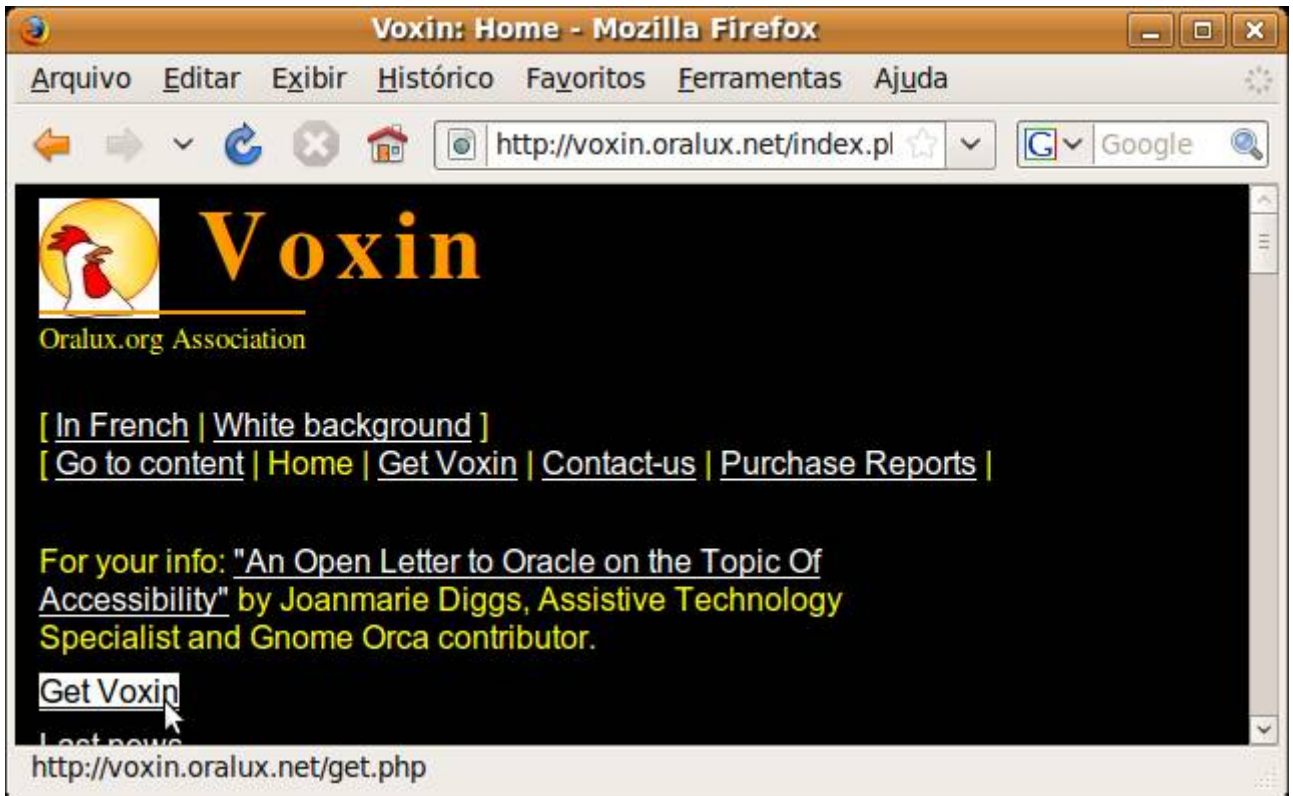 Voxin: Home - Mozilla Firefox
Arquivo Editar Exibir Histórico Favoritos Ferramentas Ajuda
http://voxin.oralux.net/index.pl G Google
Voxin
Oralux.org Association
[ In French | White background ]
[ Go to content | Home | Get Voxin | Contact-us | Purchase Reports |
For your info: "An Open Letter to Oracle on the Topic Of
Accessibility" by Joanmarie Diggs, Assistive Technology
Specialist and Gnome Orca contributor.
Get Voxin
Last news
http://voxin.oralux.net/get.php